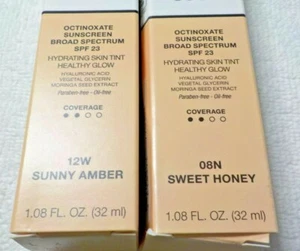 OCTINOXATE
SUNSCREEN
BROAD SPECTRUM
SPF 23
HYDRATING SKIN TINT
HEALTHY GLOW
HYALURONIC ACID
VEGETAL GLYCERIN
MORINGA SEED EXTRACT
Paraben-free - Oil-free
COVERAGE
12W
SUNNY AMBER
1.08 FL. OZ. (32 ml)
OCTINOXATE
SUNSCREEN
BROAD SPECTRUM
SPF 23
HYDRATING SKIN TINT
HEALTHY GLOW
HYALURONIC ACID
VEGETAL GLYCERIN
MORINGA SEED EXTRACT
Paraben-free - Oil-free
COVERAGE
08N
SWEET HONEY
1.08 FL. OZ. (32 ml)